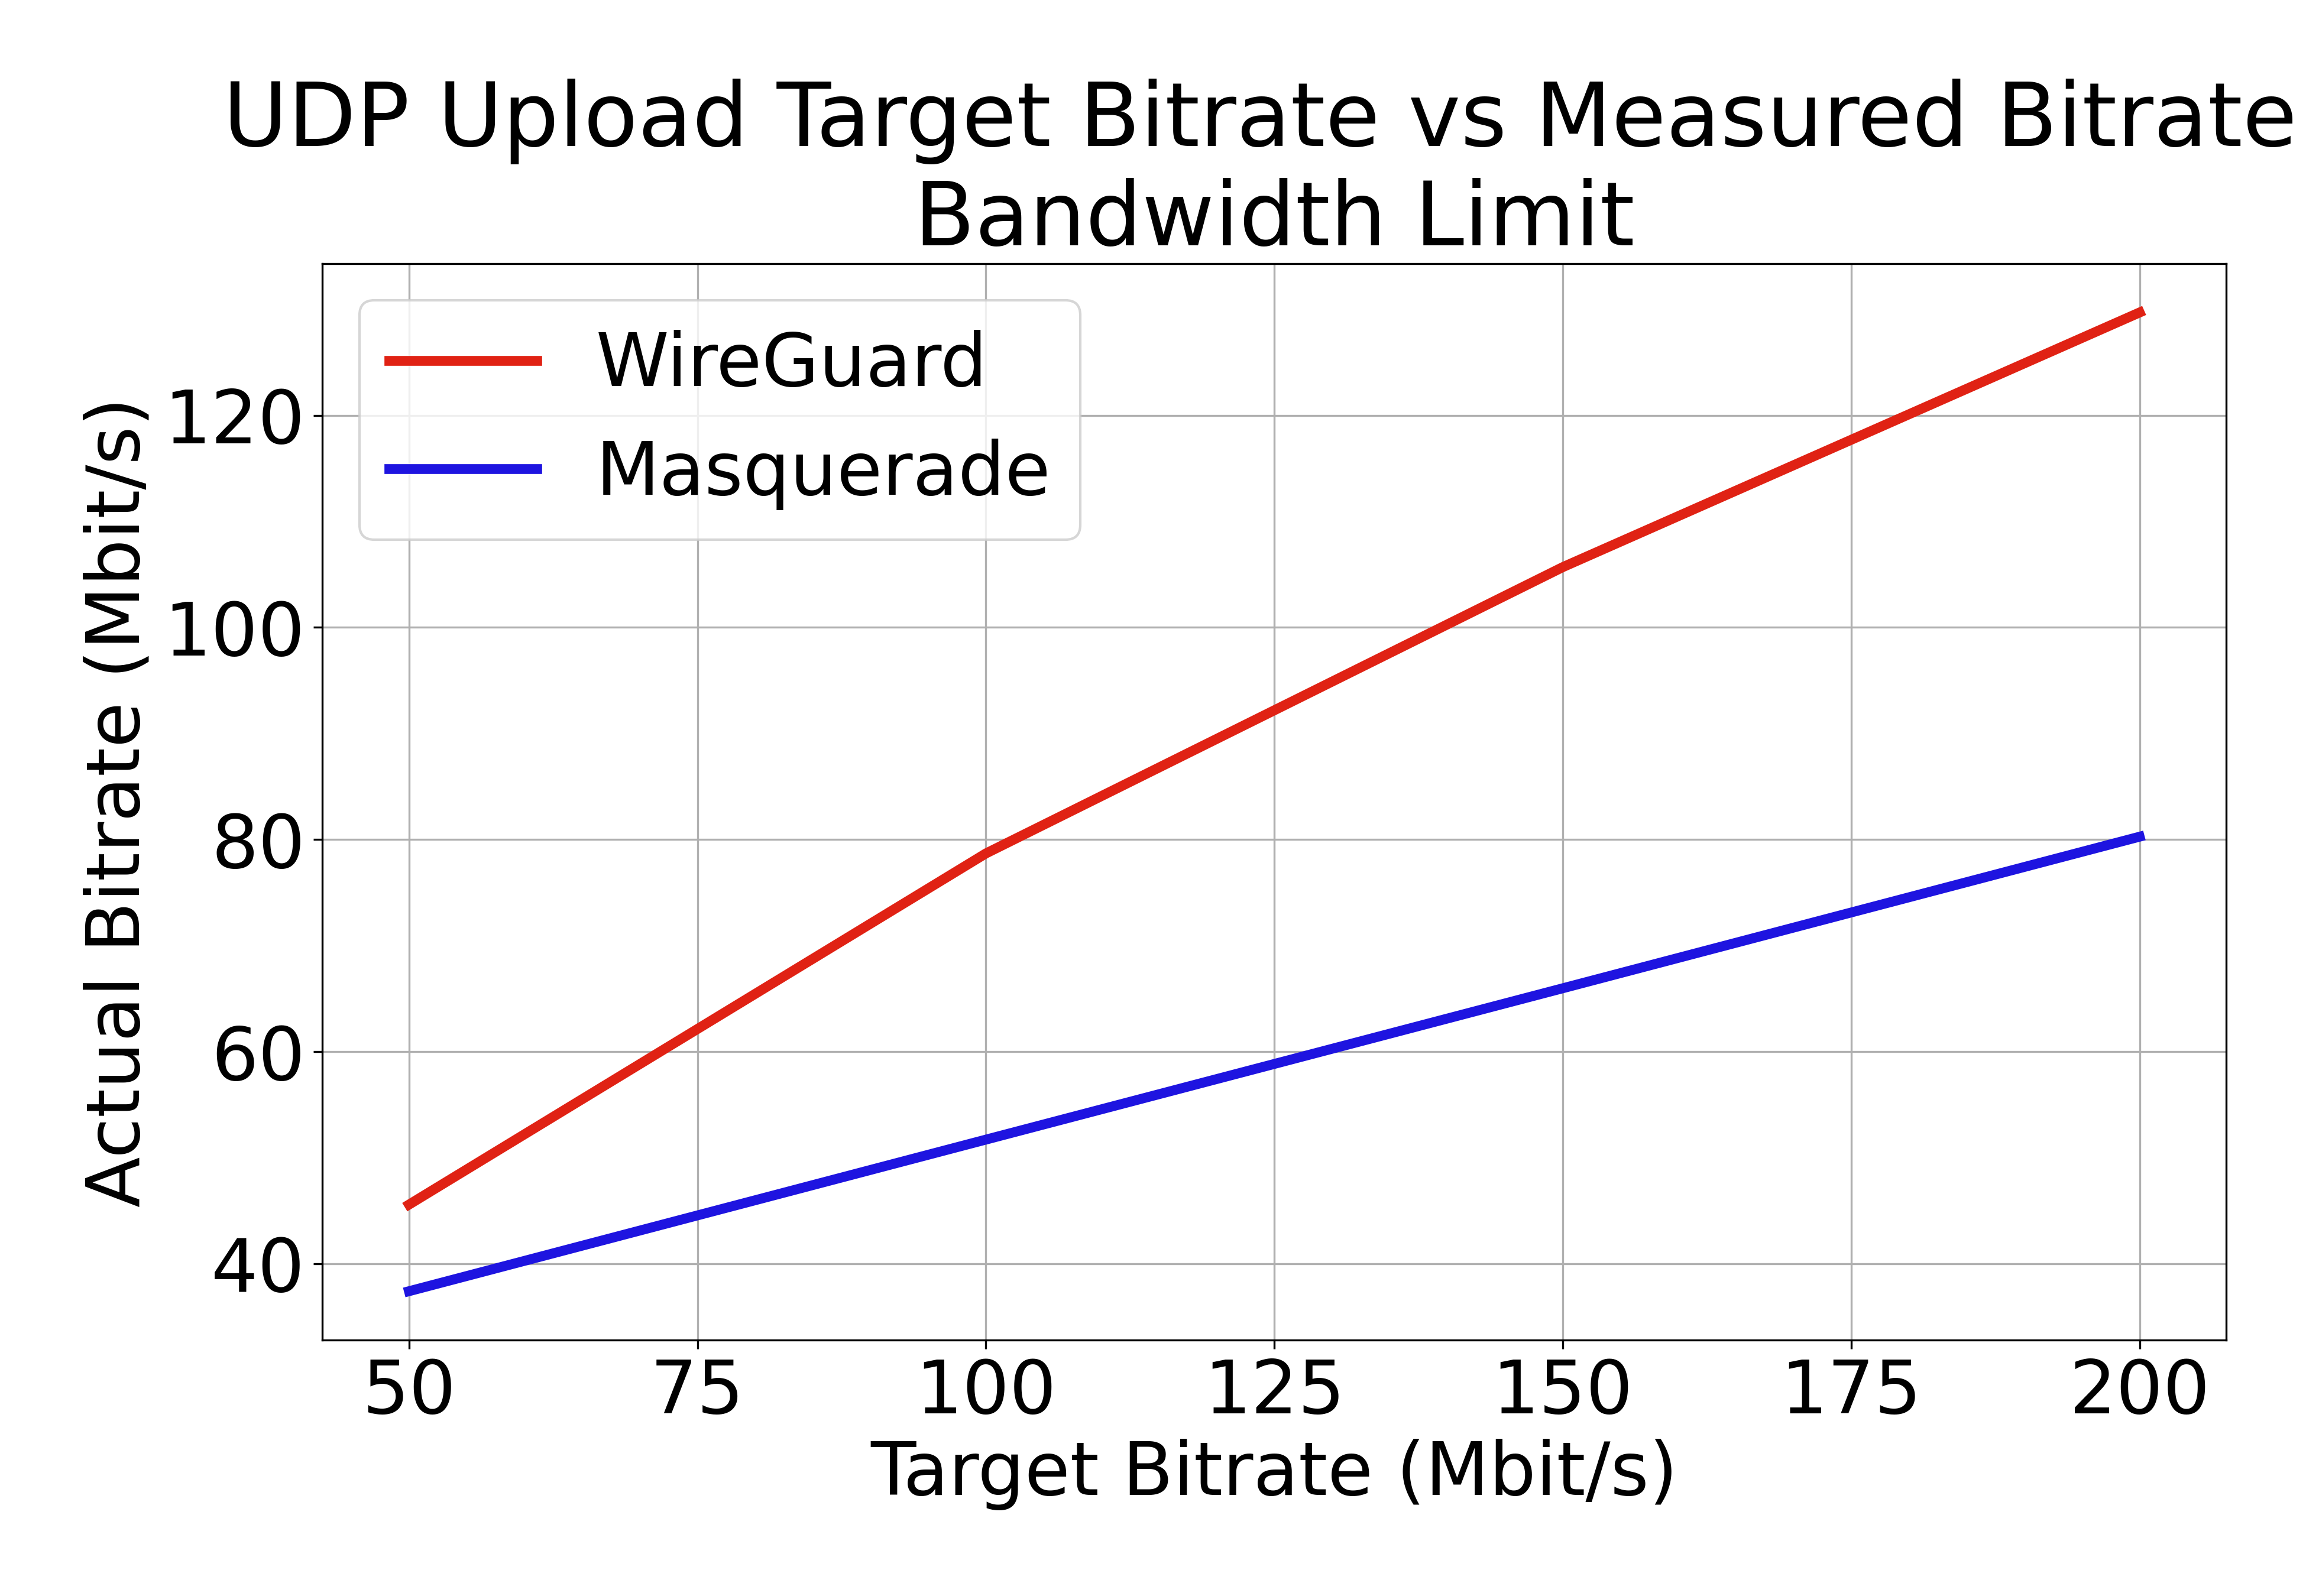 UDP Upload Target Bitrate vs Measured Bitrate
Bandwidth Limit
WireGuard
Masquerade
Actual Bitrate (Mbit/s)
120
100
80
60
40
50 75 100 125 150 175 200
Target Bitrate (Mbit/s)